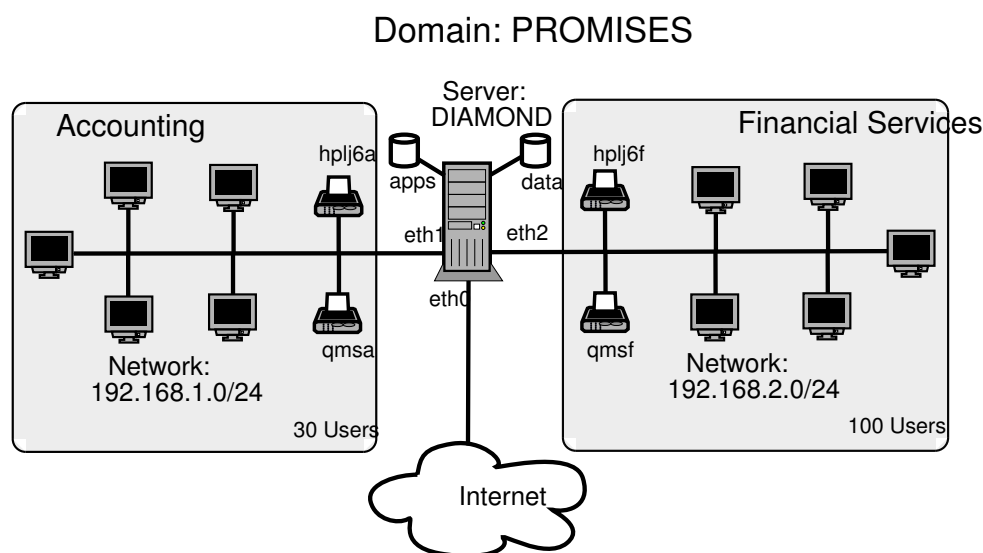 Domain: PROMISES
Server:
DIAMOND
Accounting
Financial Services
hplj6a
apps
data
hplj6f
eth1
eth2
eth0
qmsa
qmsf
Network:
192.168.1.0/24
Network:
192.168.2.0/24
30 Users
100 Users
Internet